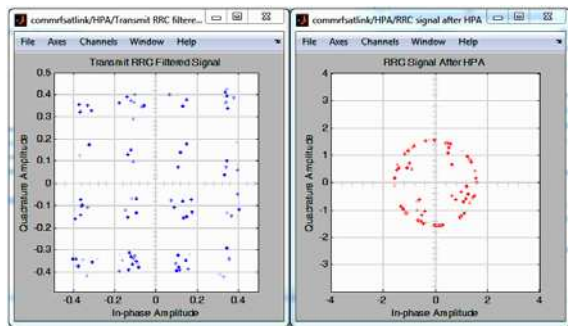 commrfsatlink/HPA/Transmit RRC filtere...
File Axes Channels Window Help
Transmit RRC Filtered Signal
Quadrature Amplitude
0.5
0.4
0.3
0.2
0.1
0
-0.1
-0.2
-0.3
-0.4
-0.4 -0.2 0 0.2 0.4
In-phase Amplitude
commrfsatlink/HPA/RRC signal after HPA
File Axes Channels Window Help
RRC Signal After HPA
Quadrature Amplitude
4
3
2
1
0
-1
-2
-3
-4 -2 0 2 4
In-phase Amplitude